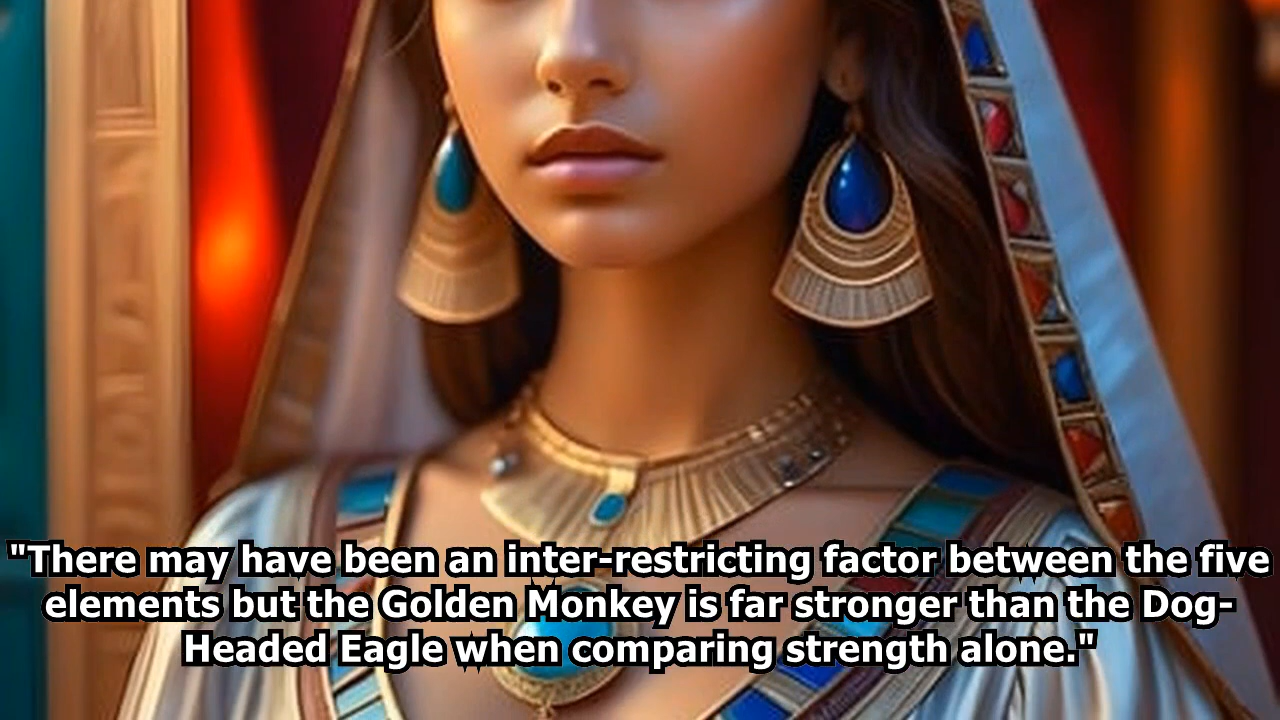 "There may have been an inter-restricting factor between the five
elements but the Golden Monkey is far stronger than the Dog-
Headed Eagle when comparing strength alone."